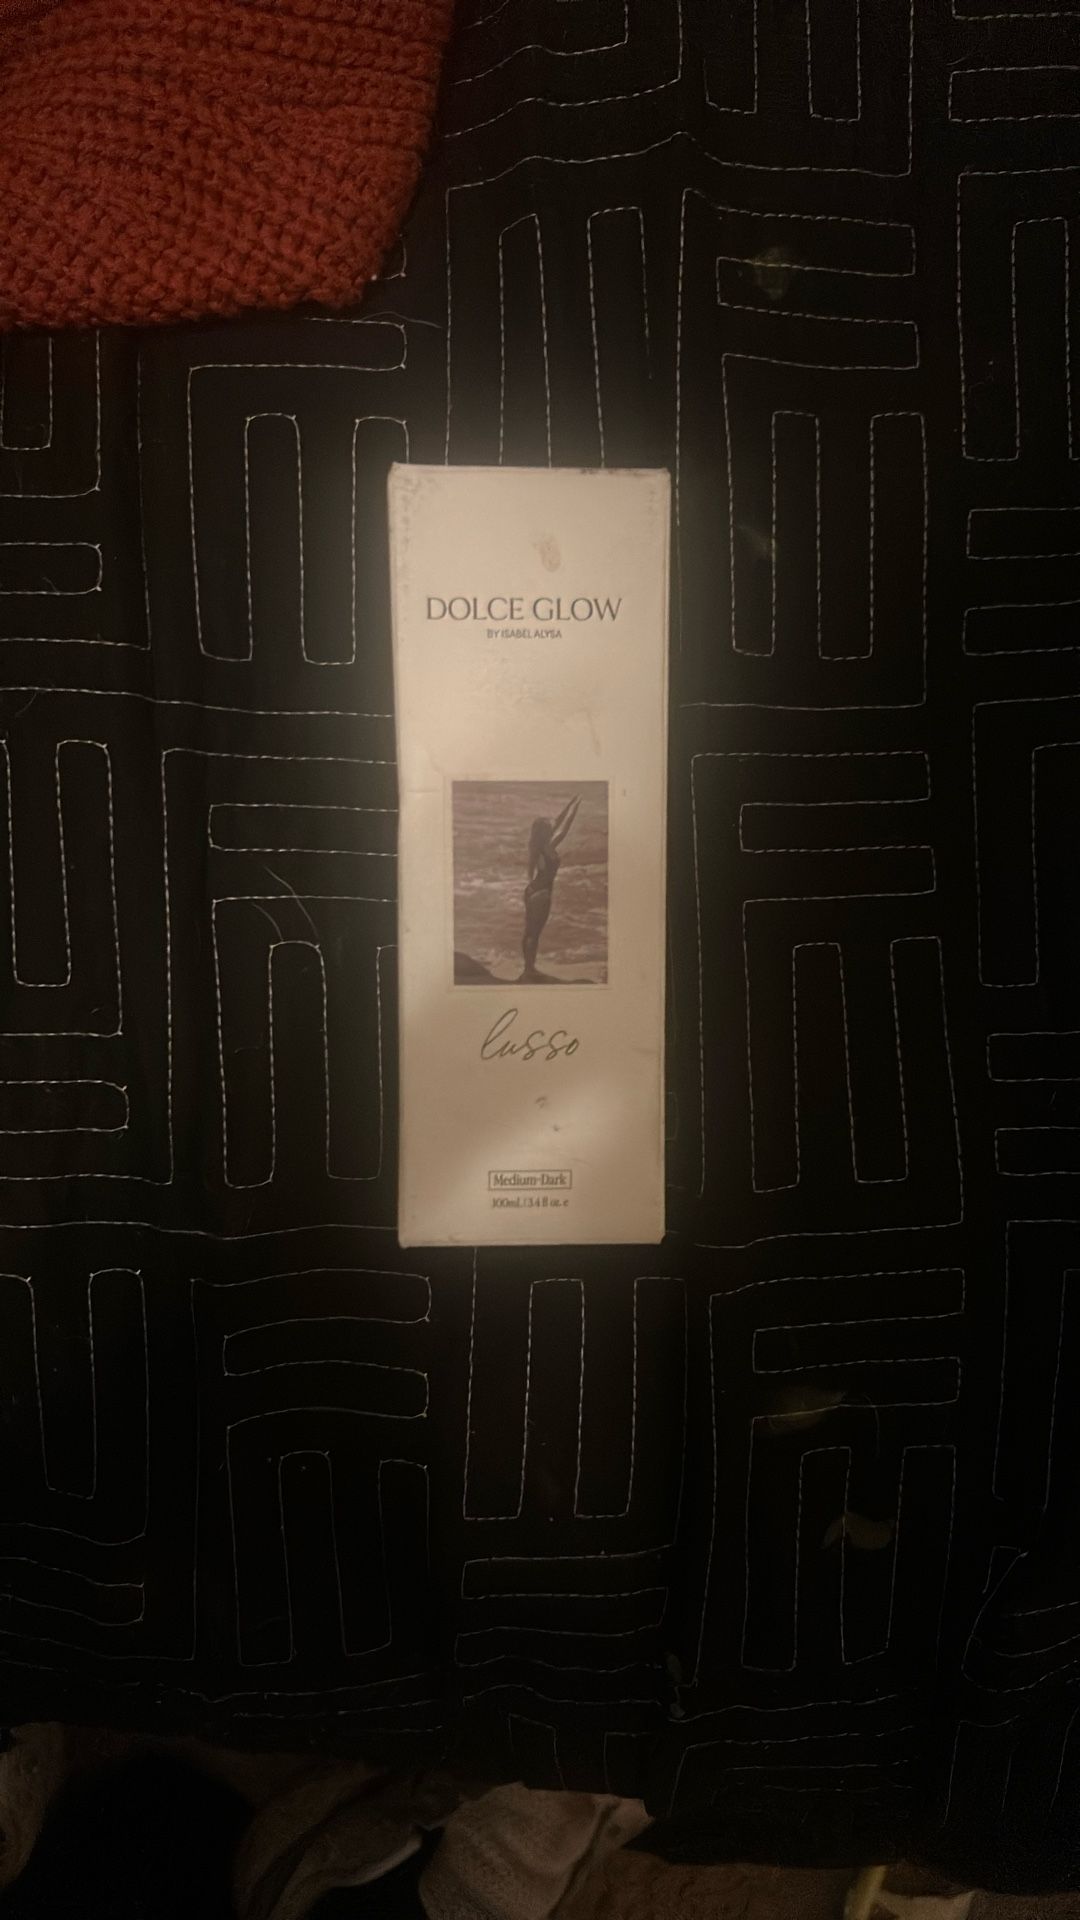 DOLCE GLOW
BY ISABEL ALYSA
lusso
Medium-Dark
100mL | 3.4 fl oz. e